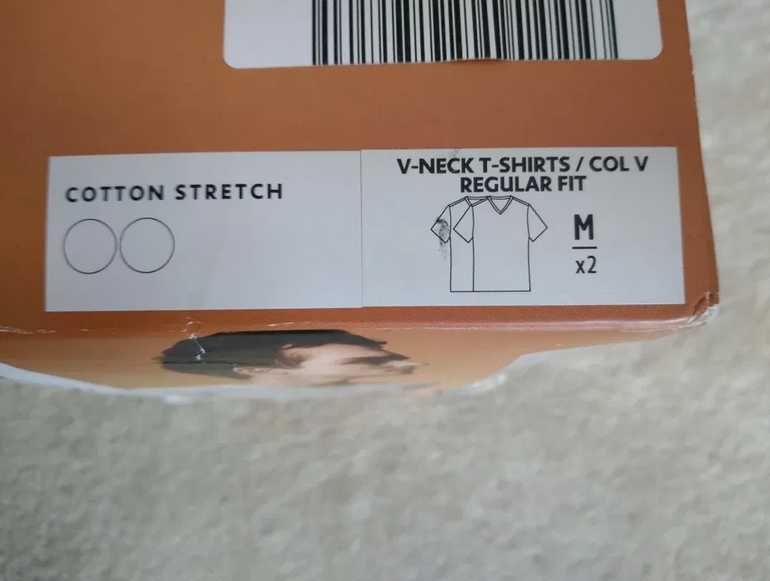 COTTON STRETCH
V-NECK T-SHIRTS / COL V
REGULAR FIT
M
x2